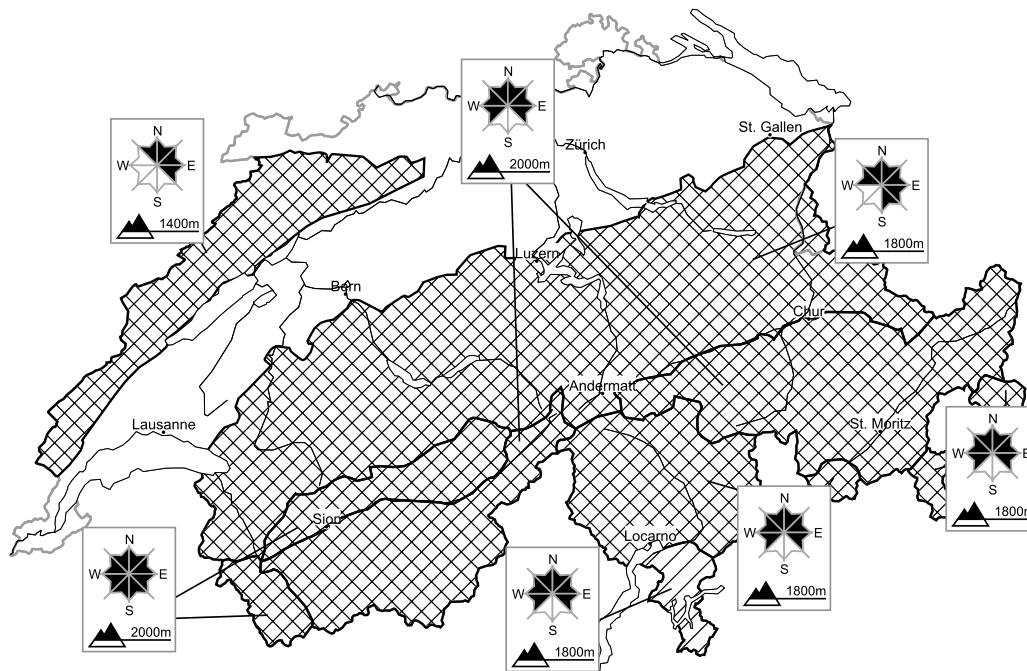 N
W E
S
2000m
St. Gallen
Zürich
N
W E
S
1400m
N
W E
S
1800m
Luzern
Bern
Chur
Andermatt
Lausanne
St. Moritz
N
W E
S
1800m
Sion
Locarno
N
W E
S
1800m
N
W E
S
2000m
N
W E
S
1800m